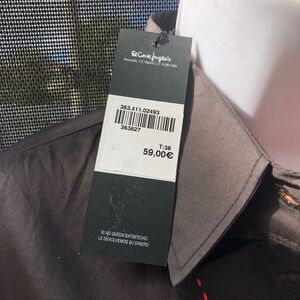 El Corte Inglés
363.411.02493
363627
T:38
59,00€
SI NO QUEDA SATISFECHO
LE DEVOLVEMOS SU DINERO